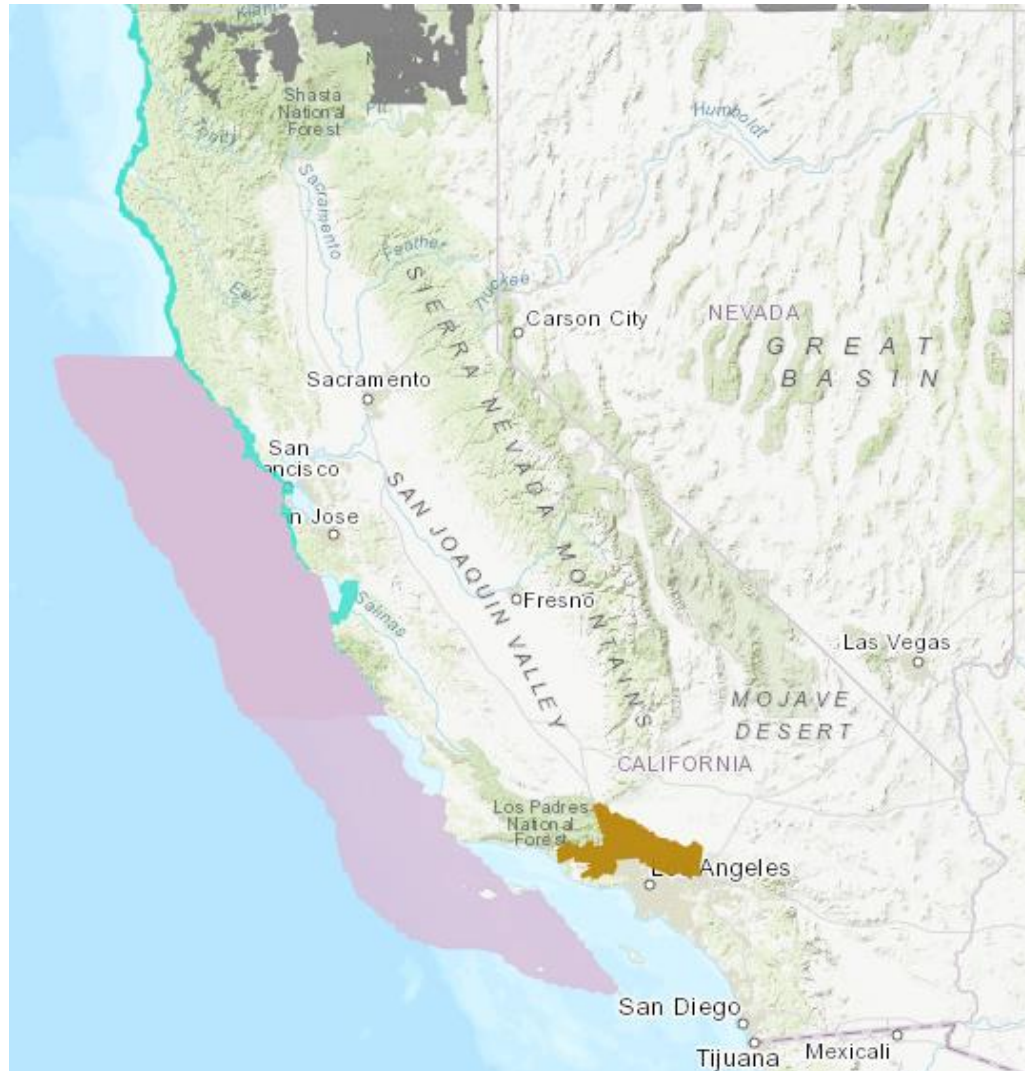 Shasta
National
Forest
Pit
Trinity
Humboldt
Sacramento
Feather
Eel
Truckee
SIERRA NEVADA MOUNTAINS
Carson City
NEVADA
GREAT
BASIN
Sacramento
San
ancisco
n Jose
SAN JOAQUIN VALLEY
Salinas
Fresno
Las Vegas
MOJAVE
DESERT
CALIFORNIA
Los Padres
National
Forest
Angeles
San Diego
Tijuana
Mexicali